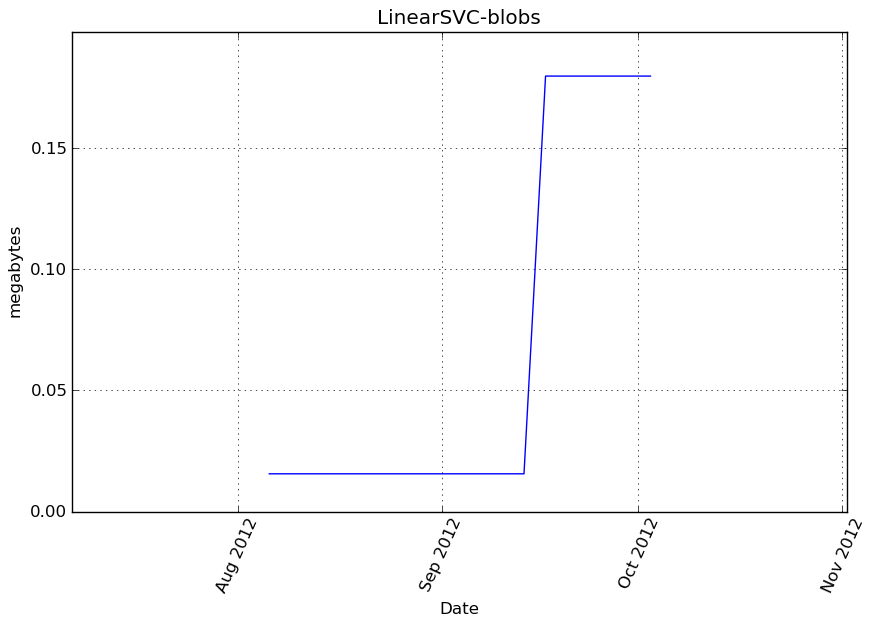 LinearSVC-blobs
megabytes
0.15
0.10
0.05
0.00
Aug 2012
Sep 2012
Oct 2012
Nov 2012
Date